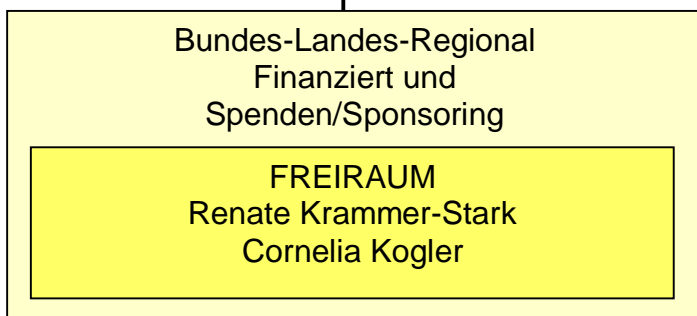 Bundes-Landes-Regional
Finanziert und
Spenden/Sponsoring
FREIRAUM
Renate Krammer-Stark
Cornelia Kogler